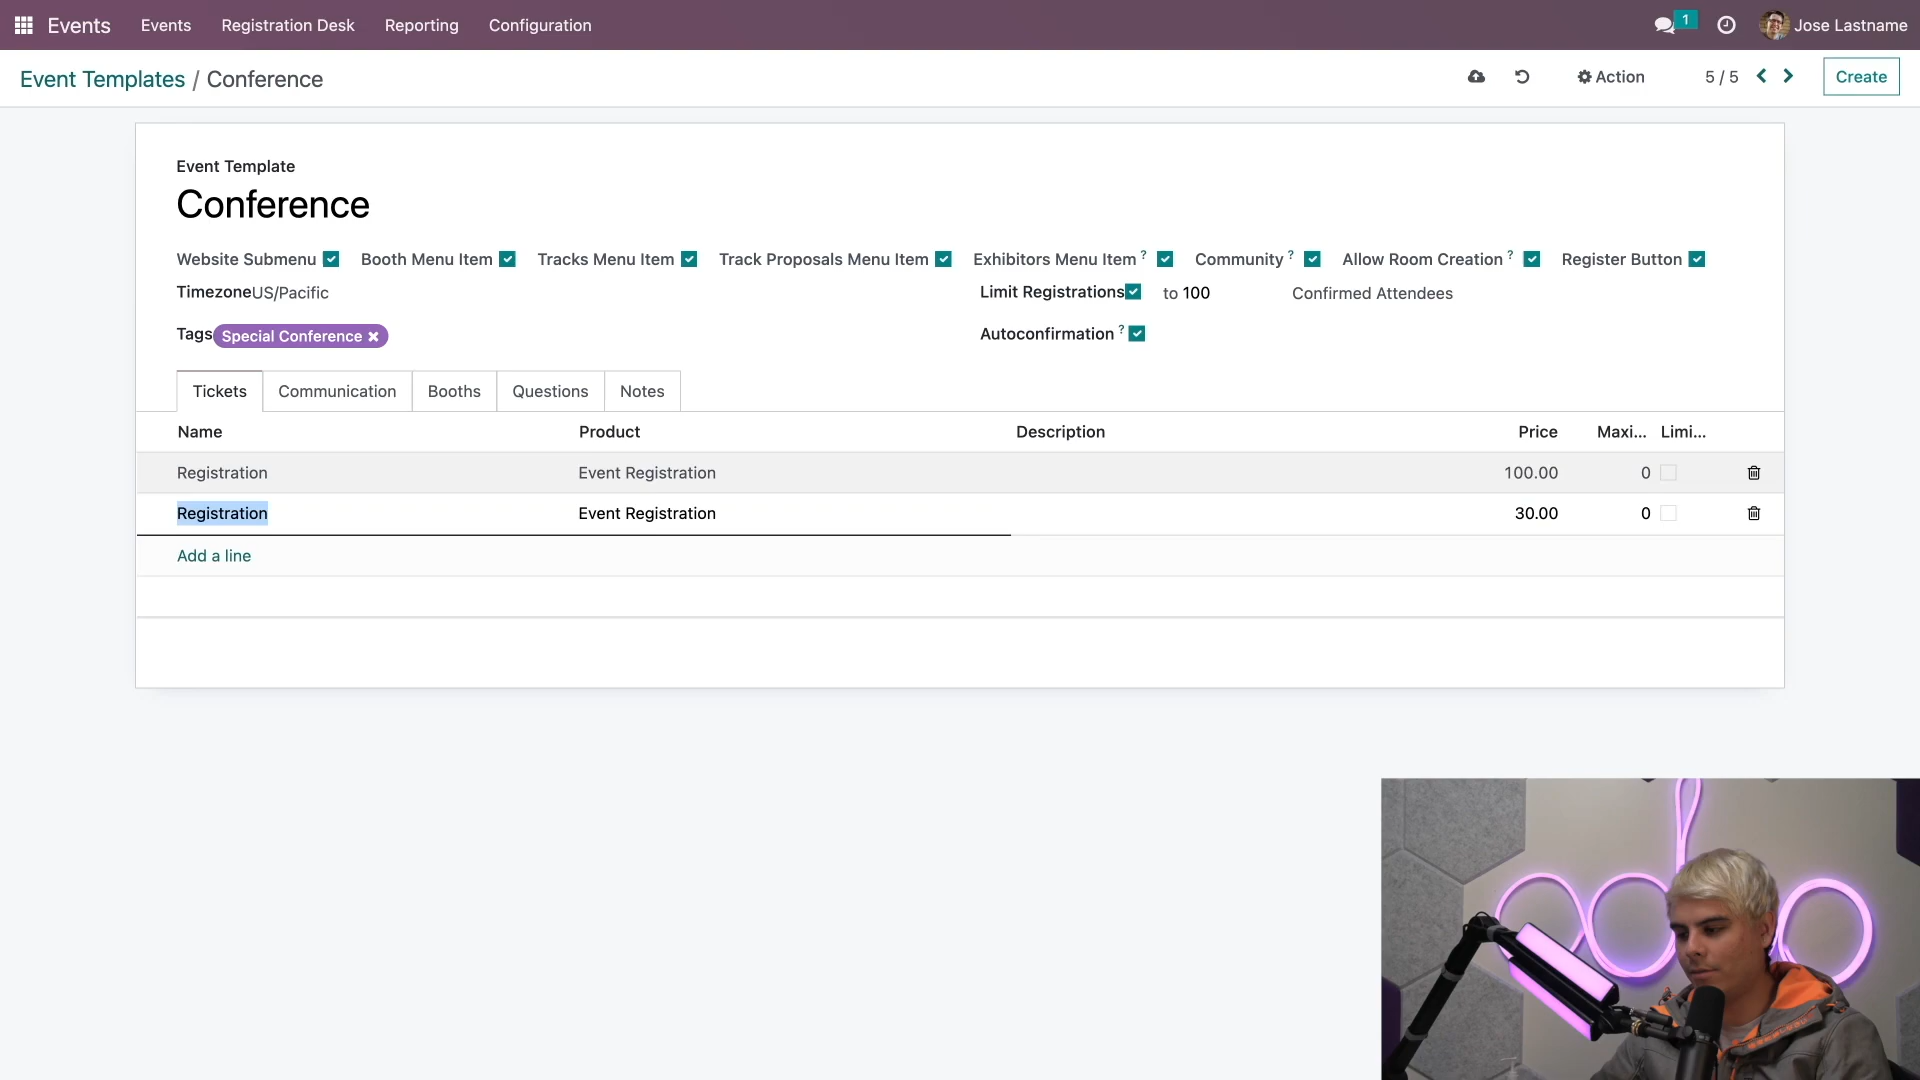 Events Events Registration Desk Reporting Configuration 1 Jose Lastname
Event Templates / Conference Action 5 / 5 Create
Event Template
Conference
Website Submenu Booth Menu Item Tracks Menu Item Track Proposals Menu Item Exhibitors Menu Item ? Community ? Allow Room Creation ? Register Button
Timezone US/Pacific Limit Registrations to 100 Confirmed Attendees
Tags Special Conference Autoconfirmation ?
Tickets Communication Booths Questions Notes
Name Product Description Price Maxi... Limi...
Registration Event Registration 100.00 0
Registration Event Registration 30.00 0
Add a line
odoo